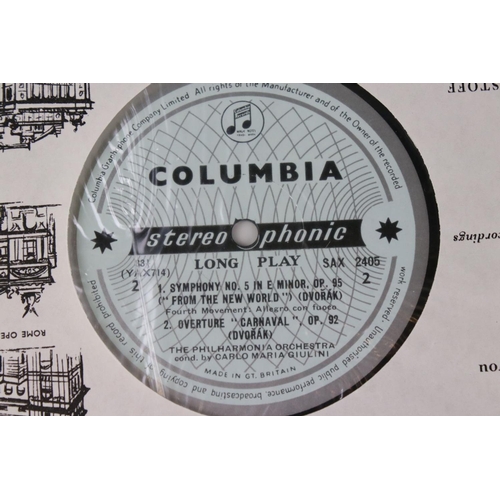 Columbia Graphophone Company Limited. All rights of the Manufacturer and of the Owner of the recorded
work reserved. Unauthorised public performance, broadcasting and copying of this record prohibited
COLUMBIA
stereophonic
LONG PLAY
SAX 2405
2
2
1. SYMPHONY NO. 5 IN E MINOR, OP. 95
("FROM THE NEW WORLD") (DVOŘÁK)
Fourth Movement: Allegro con fuoco
2. OVERTURE "CARNAVAL", OP. 92
(DVOŘÁK)
THE PHILHARMONIA ORCHESTRA
cond. by CARLO MARIA GIULINI
MADE IN GT. BRITAIN
STOFF
cordings
ou
ROME OPE